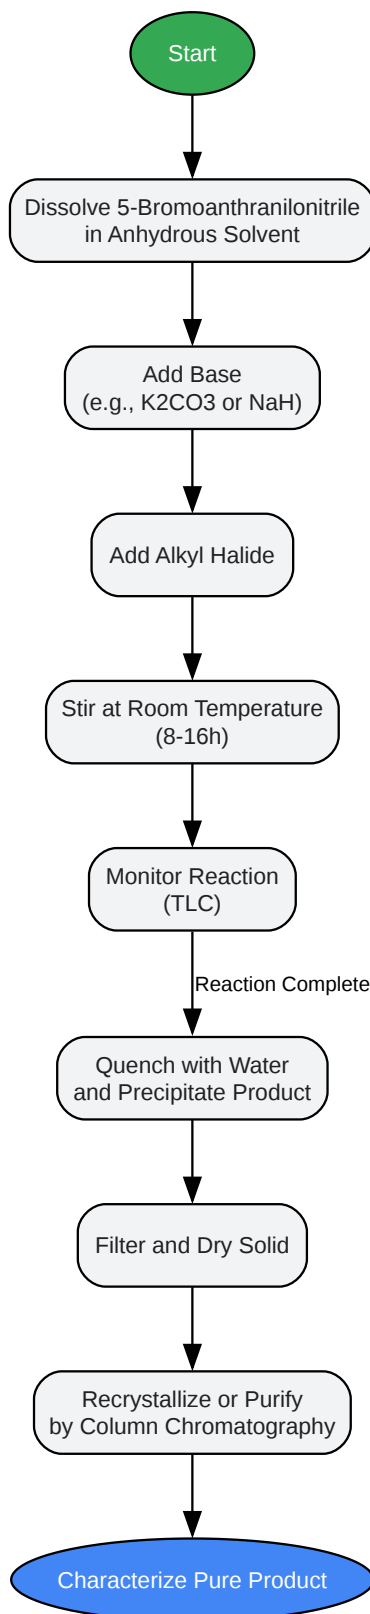 Start
Dissolve 5-Bromoanthranilonitrile
in Anhydrous Solvent
Add Base
(e.g., K2CO3 or NaH)
Add Alkyl Halide
Stir at Room Temperature
(8-16h)
Monitor Reaction
(TLC)
Reaction Complete
Quench with Water
and Precipitate Product
Filter and Dry Solid
Recrystallize or Purify
by Column Chromatography
Characterize Pure Product